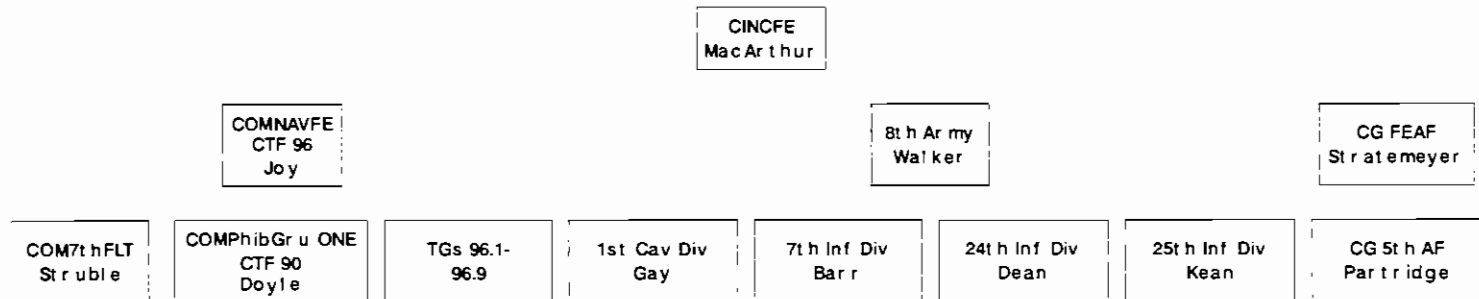 CINCFE
MacArthur
COMNAVFE
CTF 96
Joy
8th Army
Walker
CG FEAF
Stratemeyer
COM7thFLT
Struble
COMPhibGru ONE
CTF 90
Doyle
TGs 96.1-
96.9
1st Cav Div
Gay
7th Inf Div
Barr
24th Inf Div
Dean
25th Inf Div
Kean
CG 5th AF
Partridge